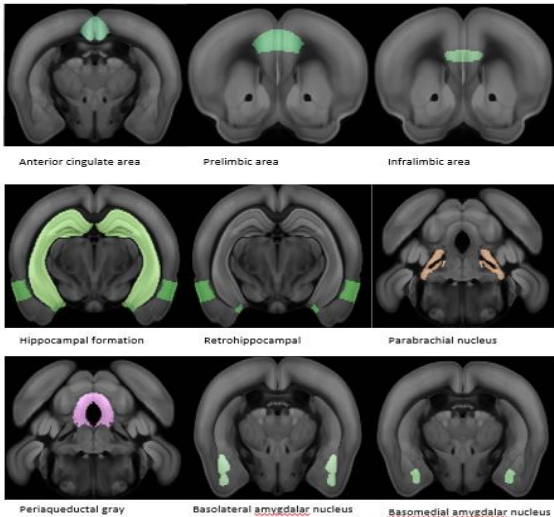 Anterior cingulate area
Prelimbic area
Infralimbic area
Hippocampal formation
Retrohippocampal
Parabrachial nucleus
Periaqueductal gray
Basolateral amygdalar nucleus
Basomedial amygdalar nucleus